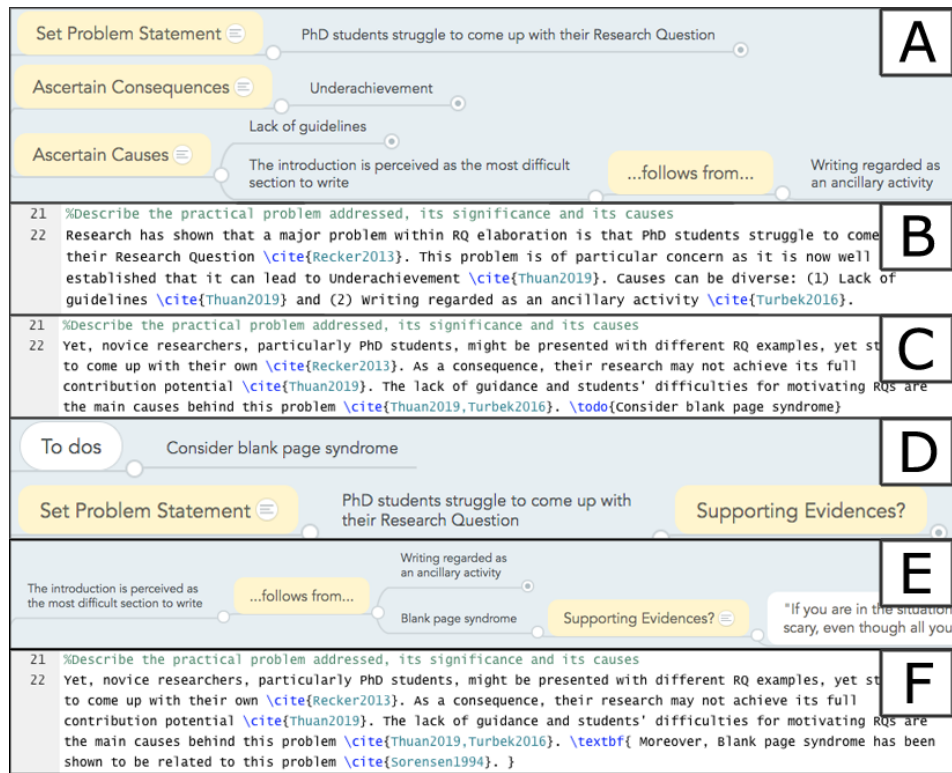 Set Problem Statement
PhD students struggle to come up with their Research Question
A
Ascertain Consequences
Underachievement
Lack of guidelines
Ascertain Causes
The introduction is perceived as the most difficult
section to write
...follows from...
Writing regarded as
an ancillary activity
B
21 %Describe the practical problem addressed, its significance and its causes
22 Research has shown that a major problem within RQ elaboration is that PhD students struggle to come
their Research Question \cite{Recker2013}. This problem is of particular concern as it is now well
established that it can lead to Underachievement \cite{Thuan2019}. Causes can be diverse: (1) Lack of
guidelines \cite{Thuan2019} and (2) Writing regarded as an ancillary activity \cite{Turbek2016}.
C
21 %Describe the practical problem addressed, its significance and its causes
22 Yet, novice researchers, particularly PhD students, might be presented with different RQ examples, yet st
to come up with their own \cite{Recker2013}. As a consequence, their research may not achieve its full
contribution potential \cite{Thuan2019}. The lack of guidance and students' difficulties for motivating RQs are
the main causes behind this problem \cite{Thuan2019,Turbek2016}. \todo{Consider blank page syndrome}
D
To dos
Consider blank page syndrome
Set Problem Statement
PhD students struggle to come up with
their Research Question
Supporting Evidences?
E
The introduction is perceived as
the most difficult section to write
...follows from...
Writing regarded as
an ancillary activity
Blank page syndrome
Supporting Evidences?
"If you are in the situation
scary, even though all you
F
21 %Describe the practical problem addressed, its significance and its causes
22 Yet, novice researchers, particularly PhD students, might be presented with different RQ examples, yet st
to come up with their own \cite{Recker2013}. As a consequence, their research may not achieve its full
contribution potential \cite{Thuan2019}. The lack of guidance and students' difficulties for motivating RQs are
the main causes behind this problem \cite{Thuan2019,Turbek2016}. \textbf{ Moreover, Blank page syndrome has been
shown to be related to this problem \cite{Sorensen1994}. }